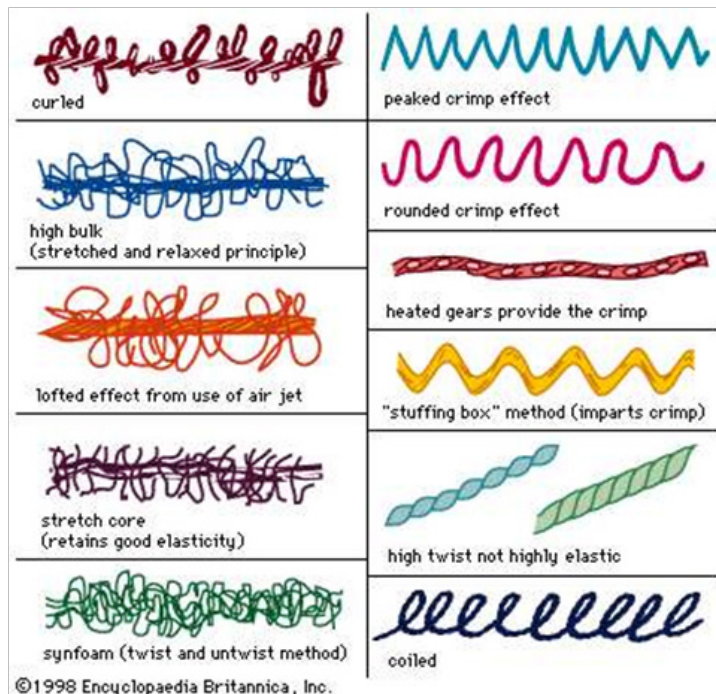 curled
high bulk
(stretched and relaxed principle)
lofted effect from use of air jet
stretch core
(retains good elasticity)
synfoam (twist and untwist method)
peaked crimp effect
rounded crimp effect
heated gears provide the crimp
"stuffing box" method (imparts crimp)
high twist not highly elastic
coiled
©1998 Encyclopaedia Britannica, Inc.